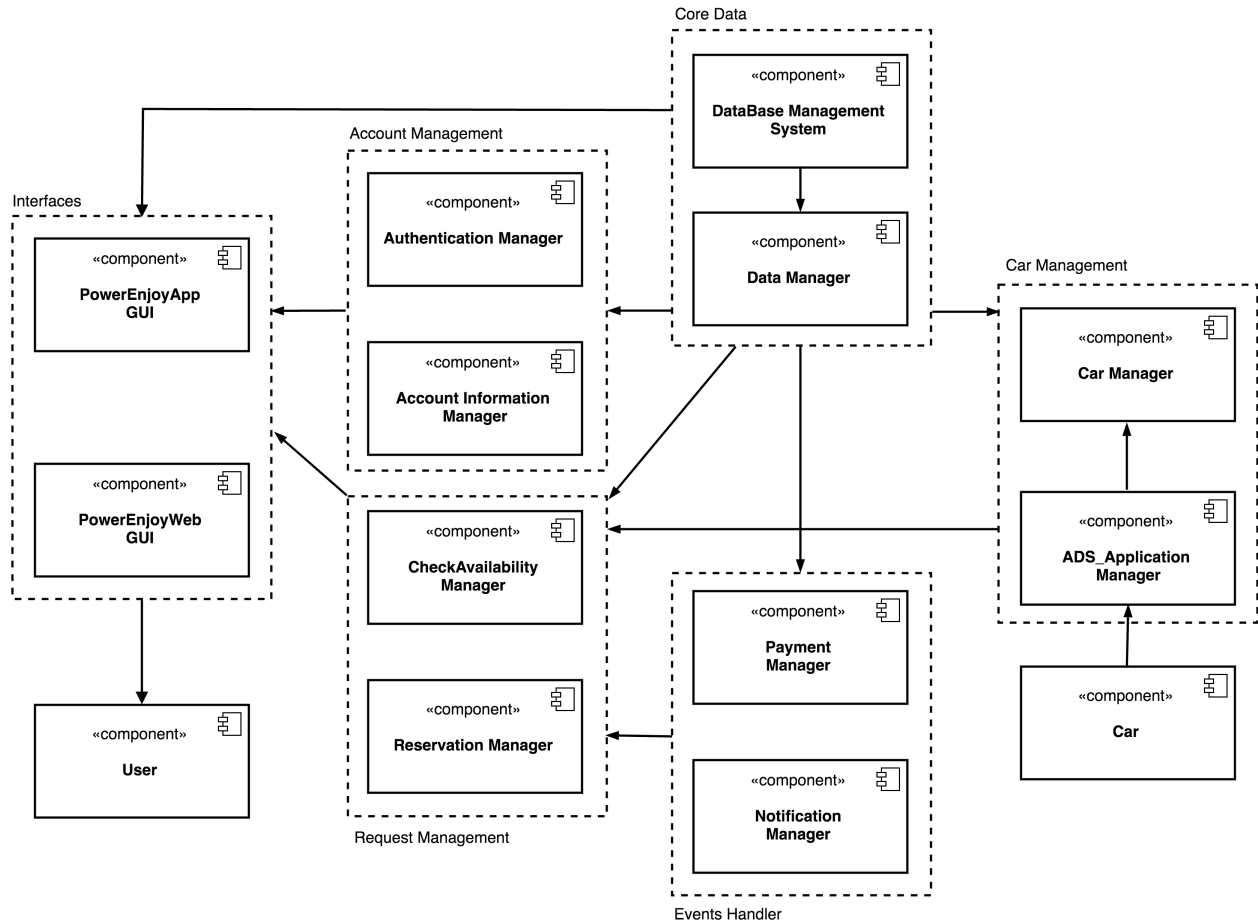 Core Data
«component»
DataBase Management
System
«component»
Data Manager
Account Management
«component»
Authentication Manager
«component»
Account Information
Manager
Interfaces
«component»
PowerEnjoyApp
GUI
«component»
PowerEnjoyWeb
GUI
«component»
User
Car Management
«component»
Car Manager
«component»
ADS_Application
Manager
«component»
Car
«component»
CheckAvailability
Manager
«component»
Reservation Manager
Request Management
«component»
Payment
Manager
«component»
Notification
Manager
Events Handler